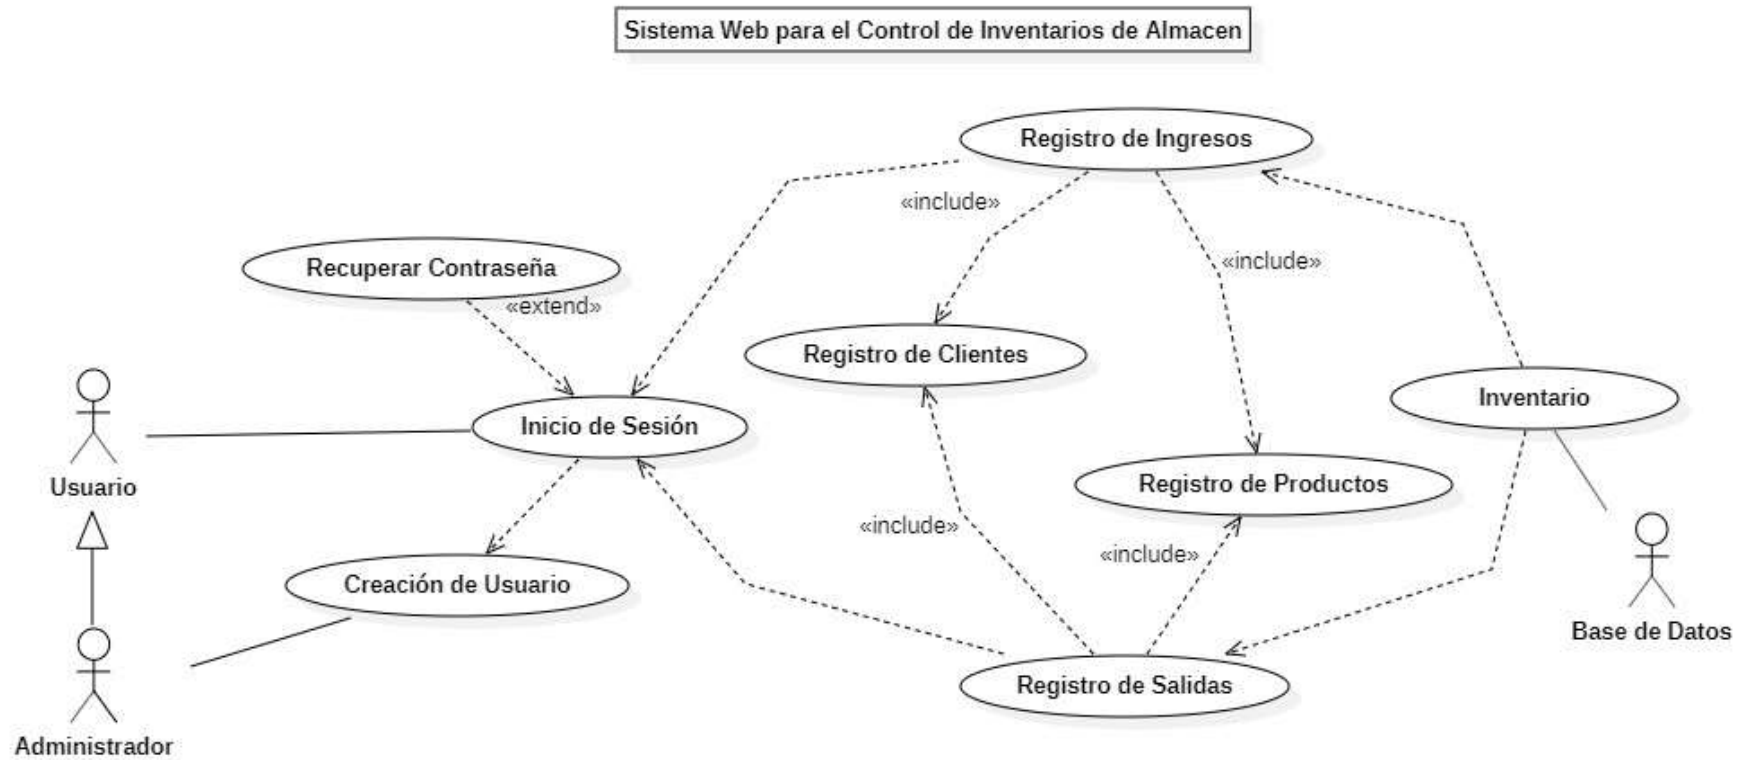 Sistema Web para el Control de Inventarios de Almacen
Registro de Ingresos
«include»
«include»
Recuperar Contraseña
«extend»
Registro de Clientes
Inventario
Inicio de Sesión
Usuario
Registro de Productos
«include»
«include»
Creación de Usuario
Base de Datos
Registro de Salidas
Administrador